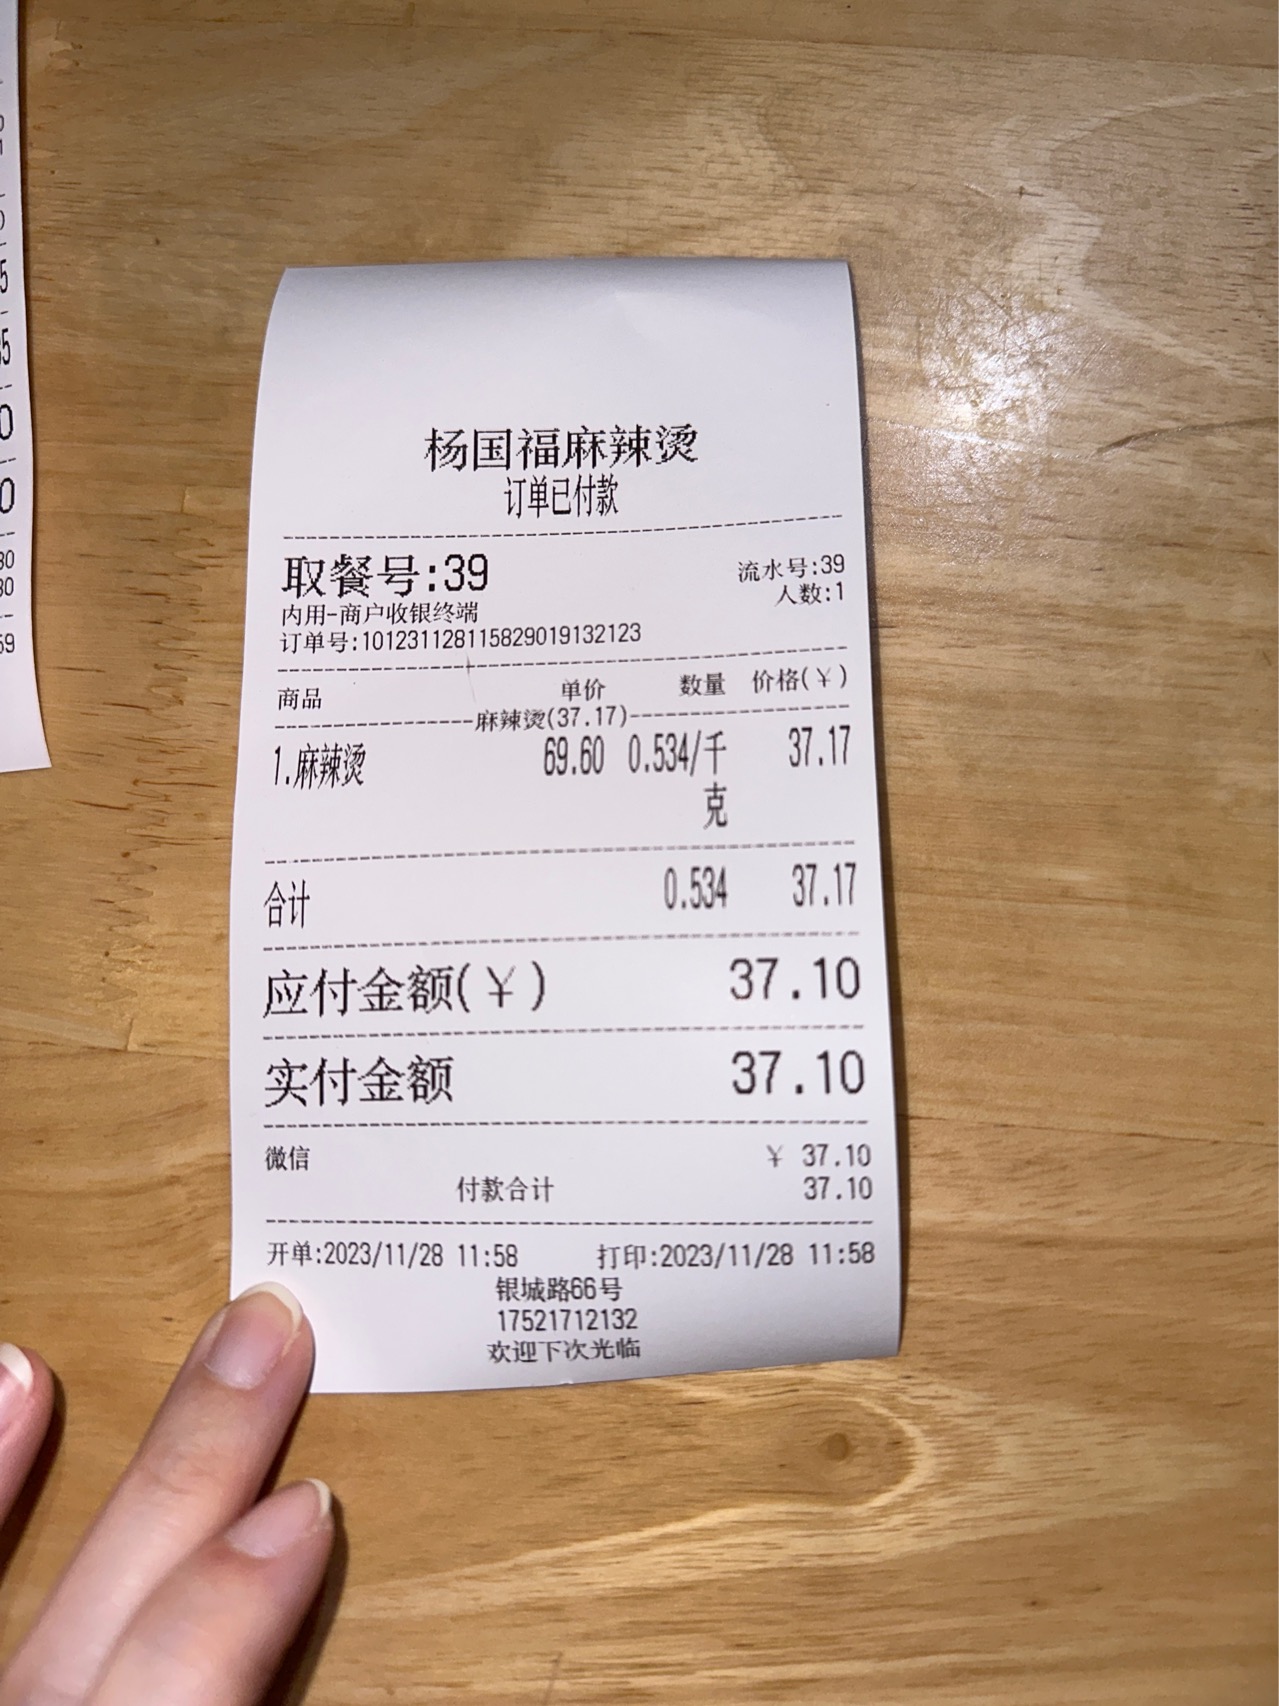 杨国福麻辣烫
订单已付款
取餐号:39
流水号:39
人数:1
内用-商户收银终端
订单号:101231128115829019132123
商品 单价 数量 价格(¥)
麻辣烫(37.17)
1.麻辣烫 69.60 0.534/千克 37.17
合计 0.534 37.17
应付金额(¥) 37.10
实付金额 37.10
微信 ¥ 37.10
付款合计 37.10
开单:2023/11/28 11:58 打印:2023/11/28 11:58
银城路66号
17521712132
欢迎下次光临